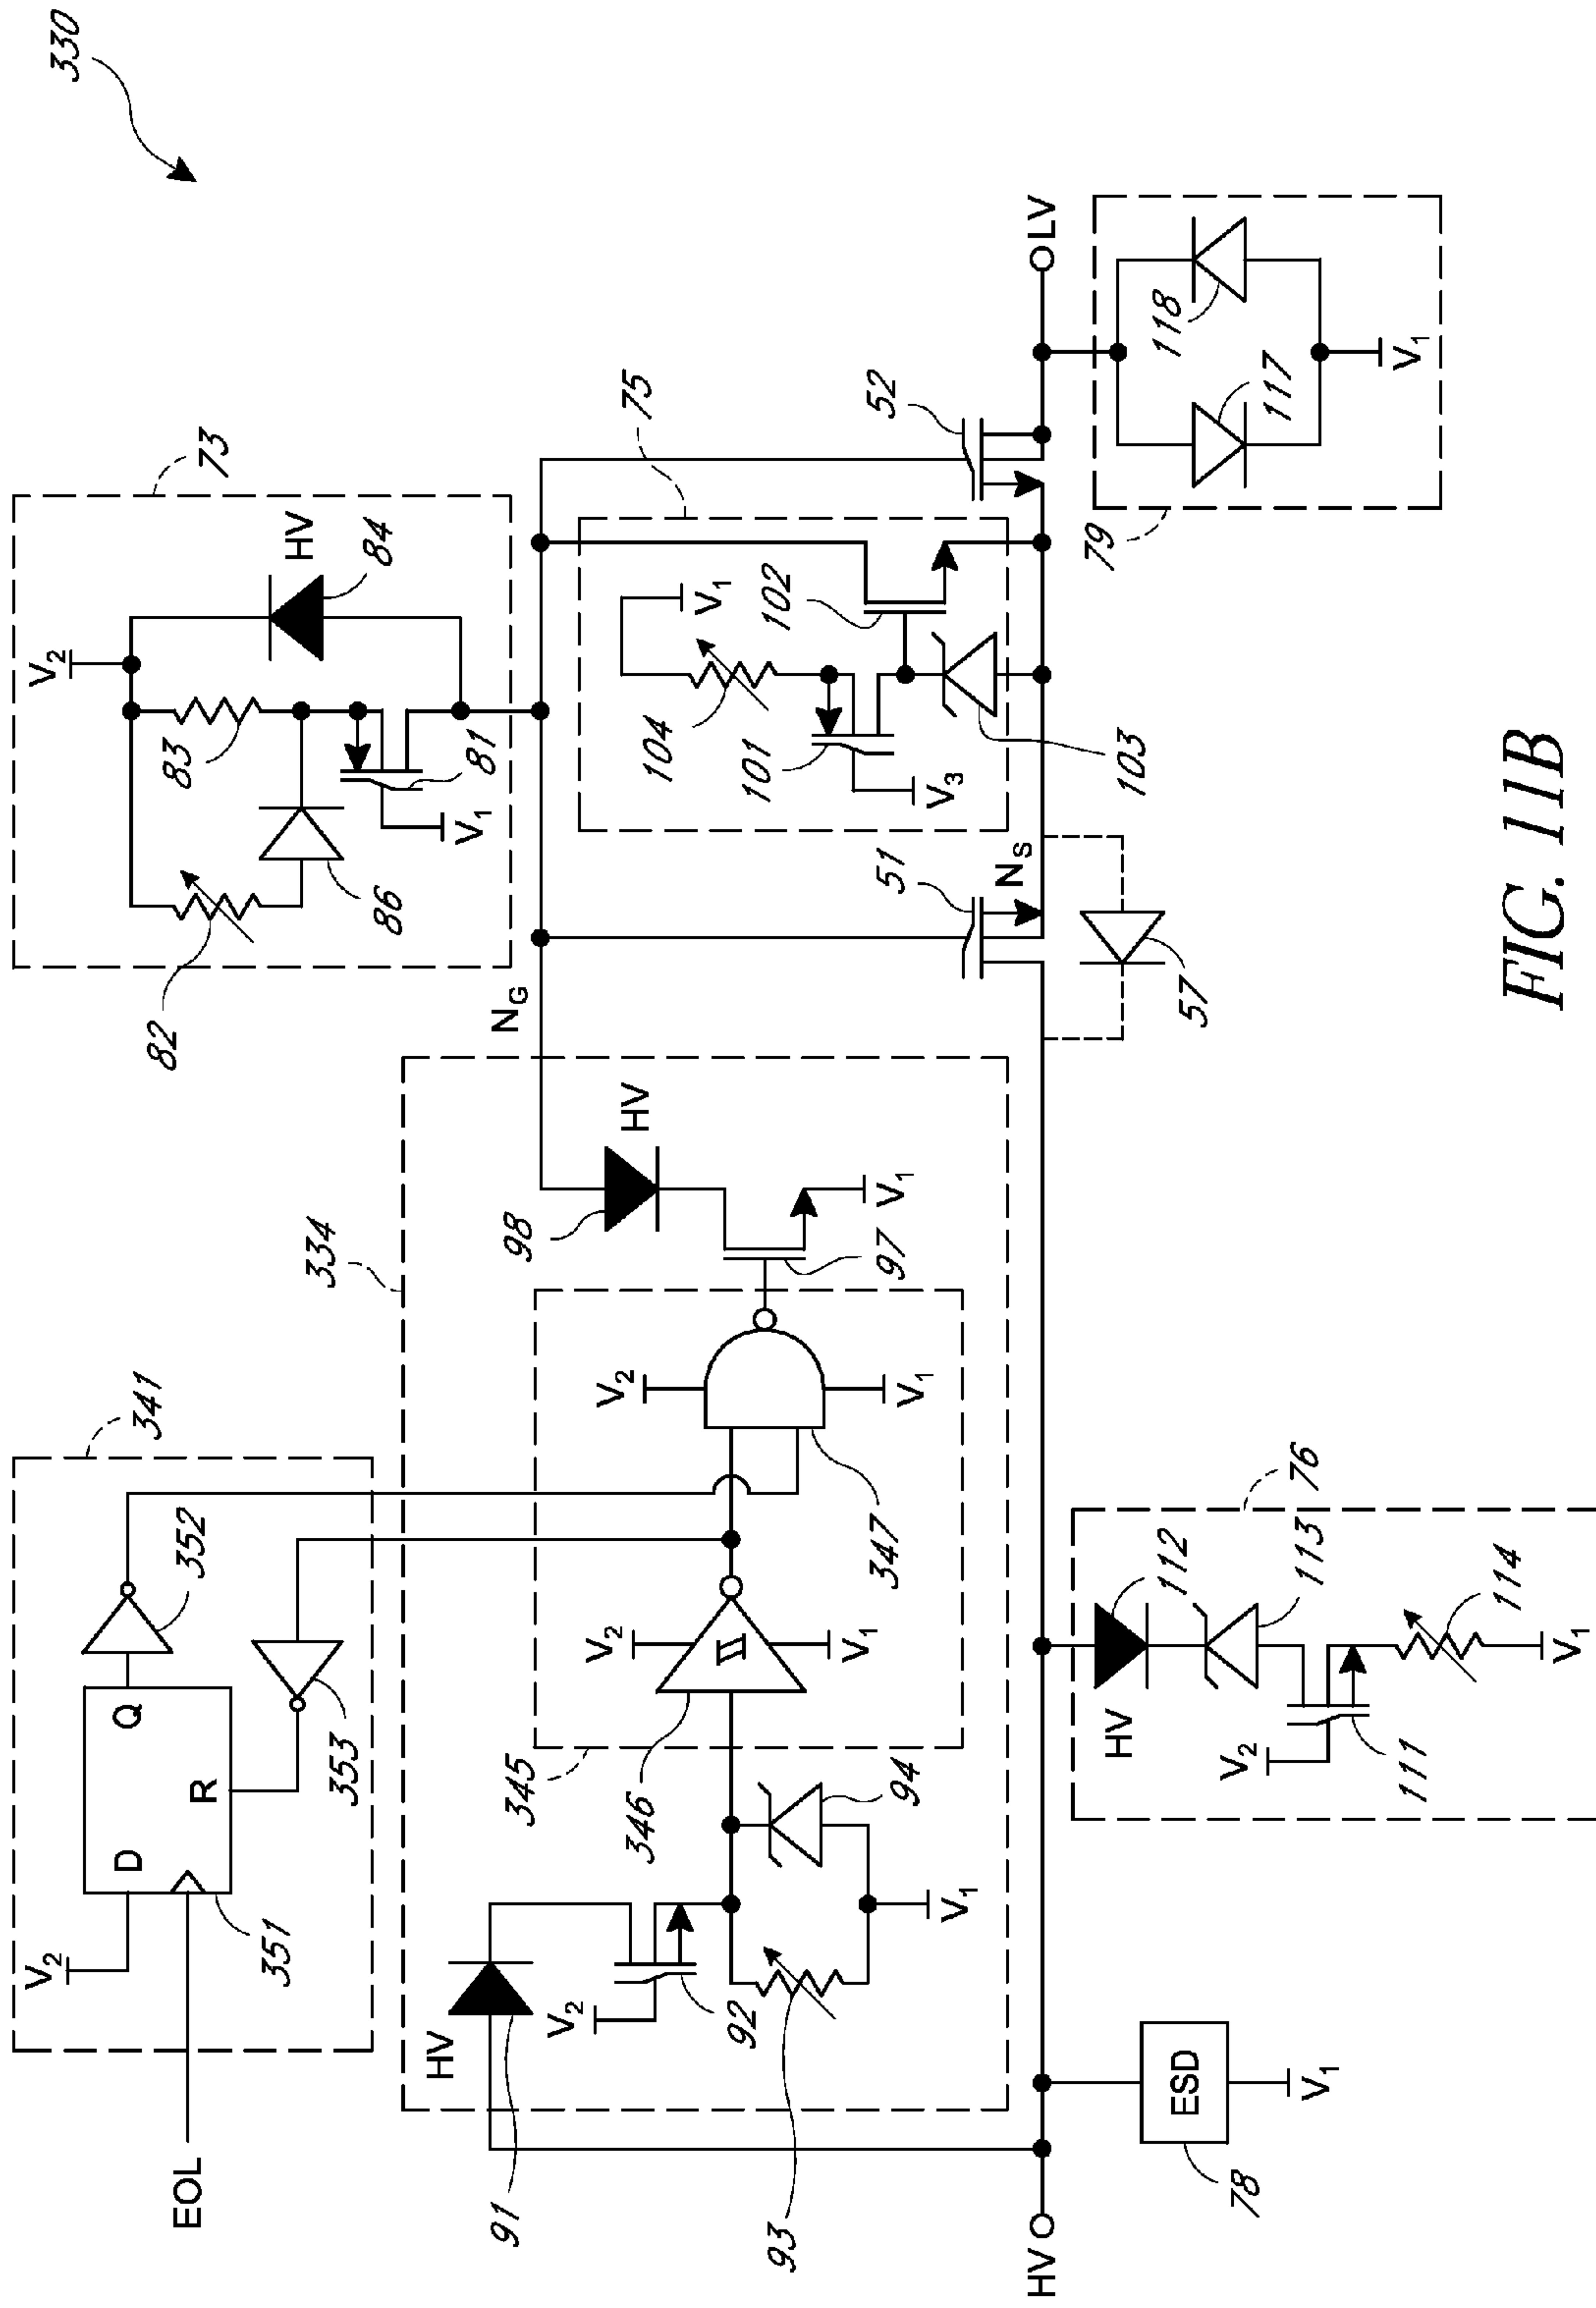 330
EOL
341
V2
D
Q
R
351
352
353
73
V2
HV
82
83
84
86
81
V1
NG
334
HV
91
V2
92
93
94
V1
345
346
V2
V1
347
V2
V1
98
HV
97
V1
75
V1
104
101
102
V3
103
51
NS
52
57
HV
LV
ESD
78
V1
76
HV
112
113
V2
111
114
V1
79
117
118
V1
FIG. 11B